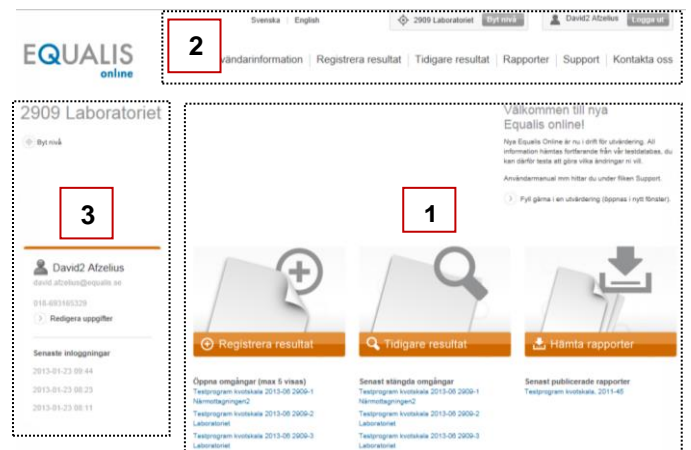 Svenska English
2909 Laboratoriet Byt nivå
David2 Afzelius Logga ut
EQUALIS
online
2
vändarinformation Registrera resultat Tidigare resultat Rapporter Support Kontakta oss
2909 Laboratoriet
Byt nivå
3
David2 Afzelius
david.afzelius@equalis.se
018-693165329
Redigera uppgifter
Senaste inloggningar
2013-01-23 09:44
2013-01-23 08:23
2013-01-23 08:11
Välkommen till nya
Equalis online!
Nya Equalis Online är nu i drift för utvärdering. All
information hämtas fortfarande från vår testdatabas, du
kan därför testa att göra vilka ändringar ni vill.
Användarmanual mm hittar du under fliken Support.
Fyll gärna i en utvärdering (öppnas i nytt fönster).
1
Registrera resultat
Tidigare resultat
Hämta rapporter
Öppna omgångar (max 5 visas)
Testprogram kvotskala 2013-06 2909-1
Närmottagningen2
Testprogram kvotskala 2013-06 2909-2
Laboratoriet
Testprogram kvotskala 2013-06 2909-3
Laboratoriet
Senast stängda omgångar
Testprogram kvotskala 2013-06 2909-1
Närmottagningen2
Testprogram kvotskala 2013-06 2909-2
Laboratoriet
Testprogram kvotskala 2013-06 2909-3
Laboratoriet
Senast publicerade rapporter
Testprogram kvotskala, 2011-46